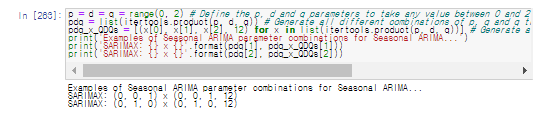 In [263]: p = d = q = range(0, 2) # Define the p, d and q parameters to take any value between 0 and 2
pdq = list(itertools.product(p, d, q)) # Generate all different combinations of p, q and q t
pdq_x_QDQs = [(x[0], x[1], x[2], 12) for x in list(itertools.product(p, d, q))] # Generate a
print('Examples of Seasonal ARIMA parameter combinations for Seasonal ARIMA...')
print('SARIMAX: {} x {}'.format(pdq[1], pdq_x_QDQs[1]))
print('SARIMAX: {} x {}'.format(pdq[2], pdq_x_QDQs[2]))
Examples of Seasonal ARIMA parameter combinations for Seasonal ARIMA...
SARIMAX: (0, 0, 1) x (0, 0, 1, 12)
SARIMAX: (0, 1, 0) x (0, 1, 0, 12)